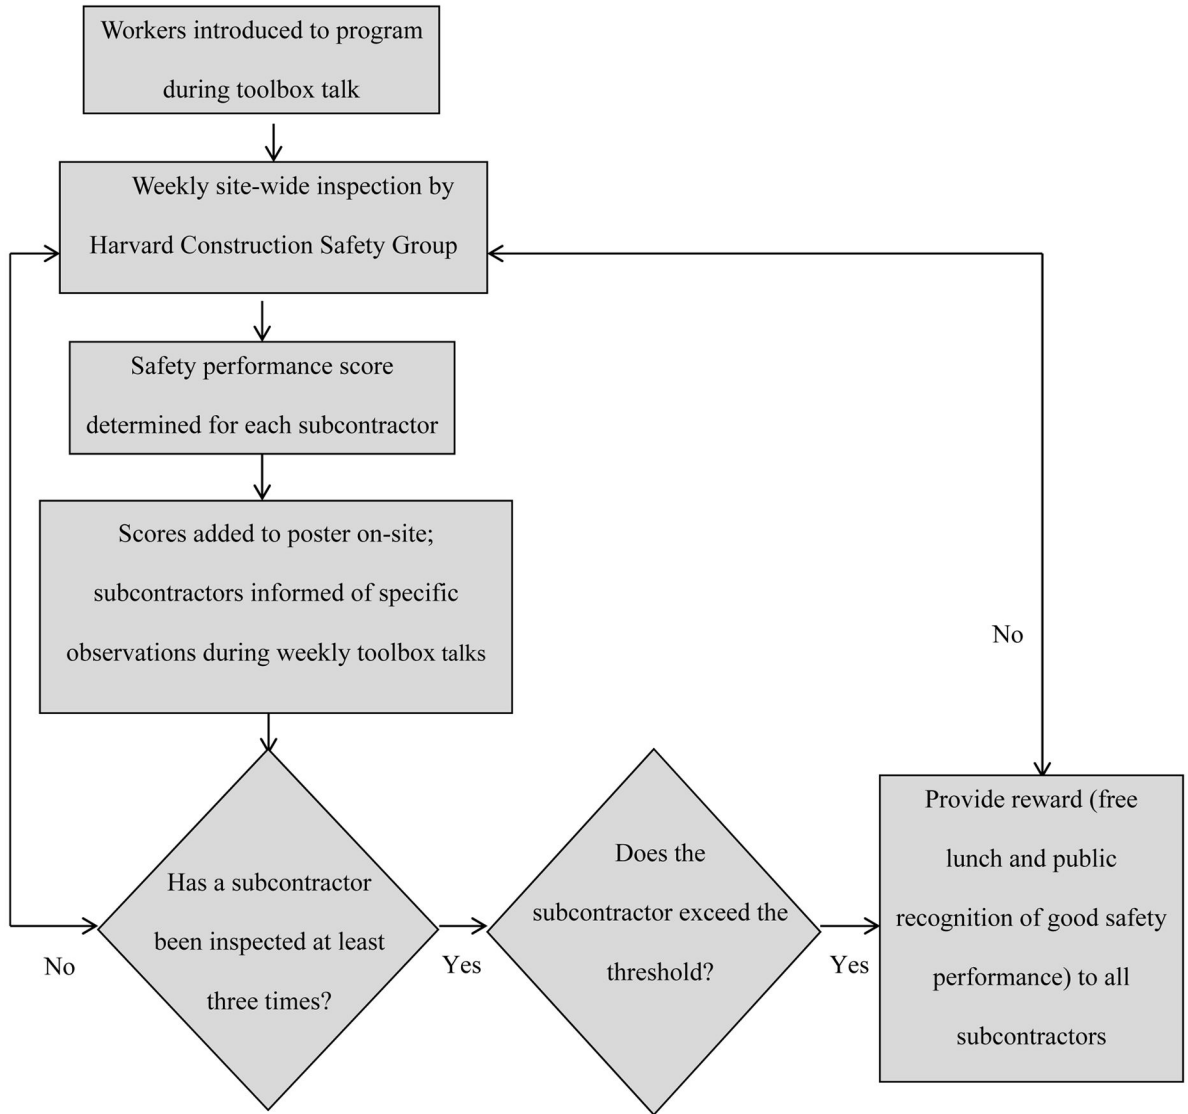 Workers introduced to program
during toolbox talk
Weekly site-wide inspection by
Harvard Construction Safety Group
Safety performance score
determined for each subcontractor
Scores added to poster on-site;
subcontractors informed of specific
observations during weekly toolbox talks
Has a subcontractor
been inspected at least
three times?
No
Yes
Does the
subcontractor exceed the
threshold?
Yes
No
Provide reward (free
lunch and public
recognition of good safety
performance) to all
subcontractors